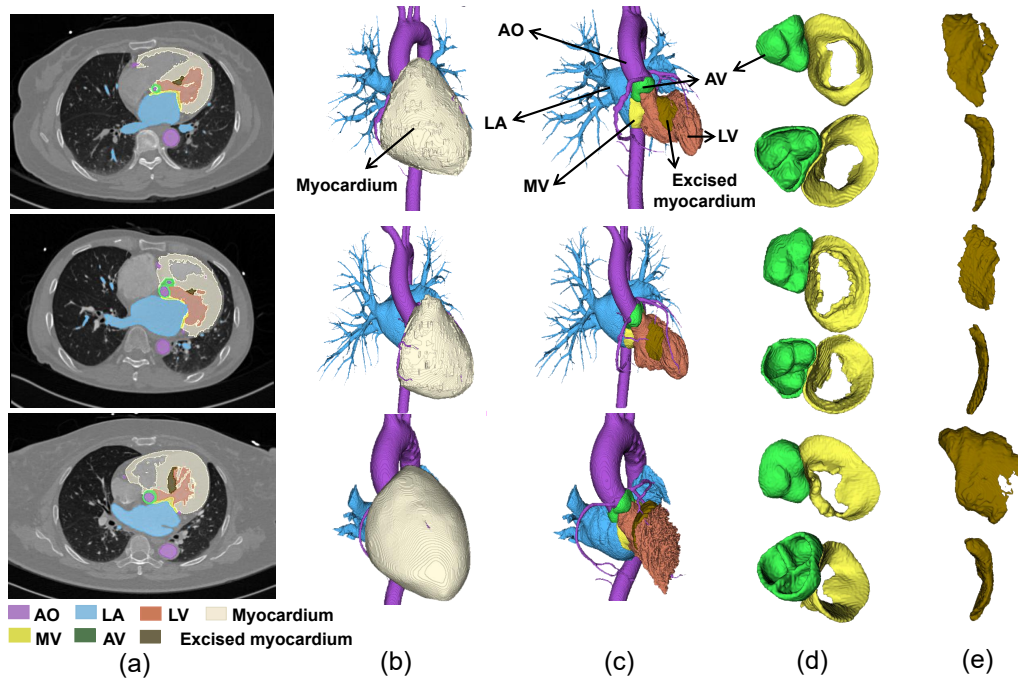 AO
AV
LA
LV
Myocardium
MV
Excised
myocardium
AO LA LV Myocardium
MV AV Excised myocardium
(a) (b) (c) (d) (e)